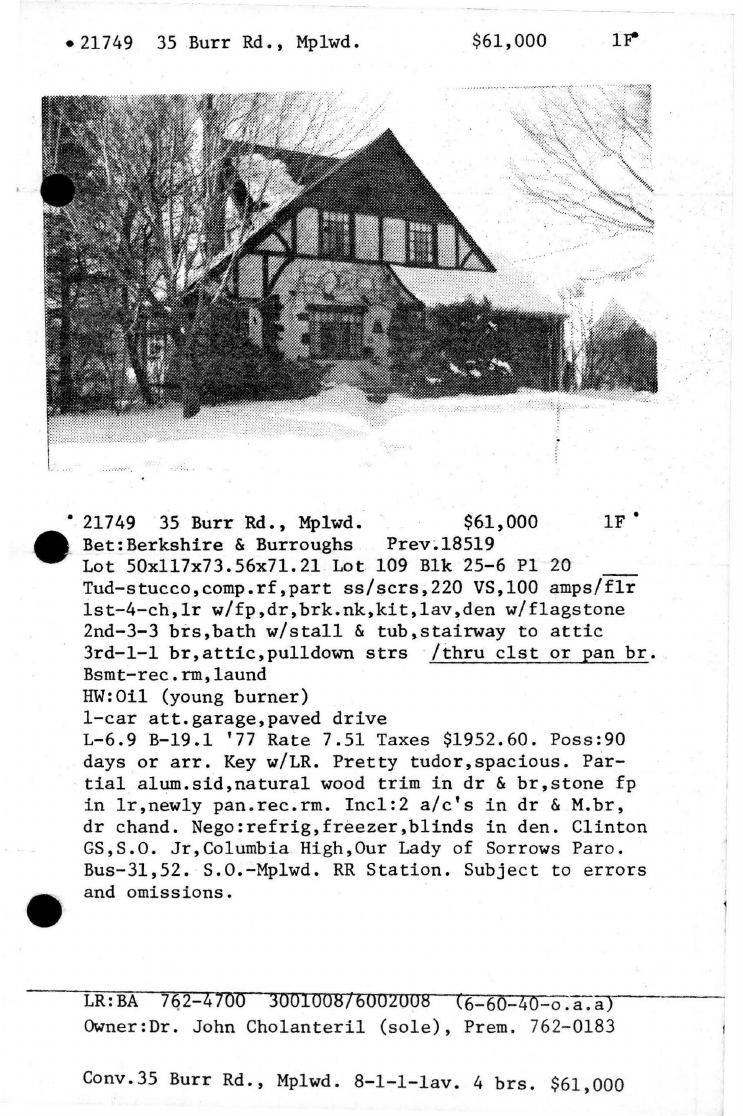 21749 35 Burr Rd., Mplwd. $61,000 1F
21749 35 Burr Rd., Mplwd. $61,000 1F
Bet:Berkshire & Burroughs Prev.18519
Lot 50x117x73.56x71.21 Lot 109 Blk 25-6 Pl 20
Tud-stucco,comp.rf,part ss/scrs,220 VS,100 amps/flr
1st-4-ch,lr w/fp,dr,brk.nk,kit,lav,den w/flagstone
2nd-3-3 brs,bath w/stall & tub,stairway to attic
3rd-1-1 br,attic,pulldown strs /thru clst or pan br.
Bsmt-rec.rm,laund
HW:Oil (young burner)
1-car att.garage,paved drive
L-6.9 B-19.1 '77 Rate 7.51 Taxes $1952.60. Poss:90
days or arr. Key w/LR. Pretty tudor,spacious. Par-
tial alum.sid,natural wood trim in dr & br,stone fp
in lr,newly pan.rec.rm. Incl:2 a/c's in dr & M.br,
dr chand. Nego:refrig,freezer,blinds in den. Clinton
GS,S.O. Jr,Columbia High,Our Lady of Sorrows Paro.
Bus-31,52. S.O.-Mplwd. RR Station. Subject to errors
and omissions.
LR:BA 762-4700 3001008/6002008 (6-60-40-o.a.a)
Owner:Dr. John Cholanteril (sole), Prem. 762-0183
Conv.35 Burr Rd., Mplwd. 8-1-1-lav. 4 brs. $61,000